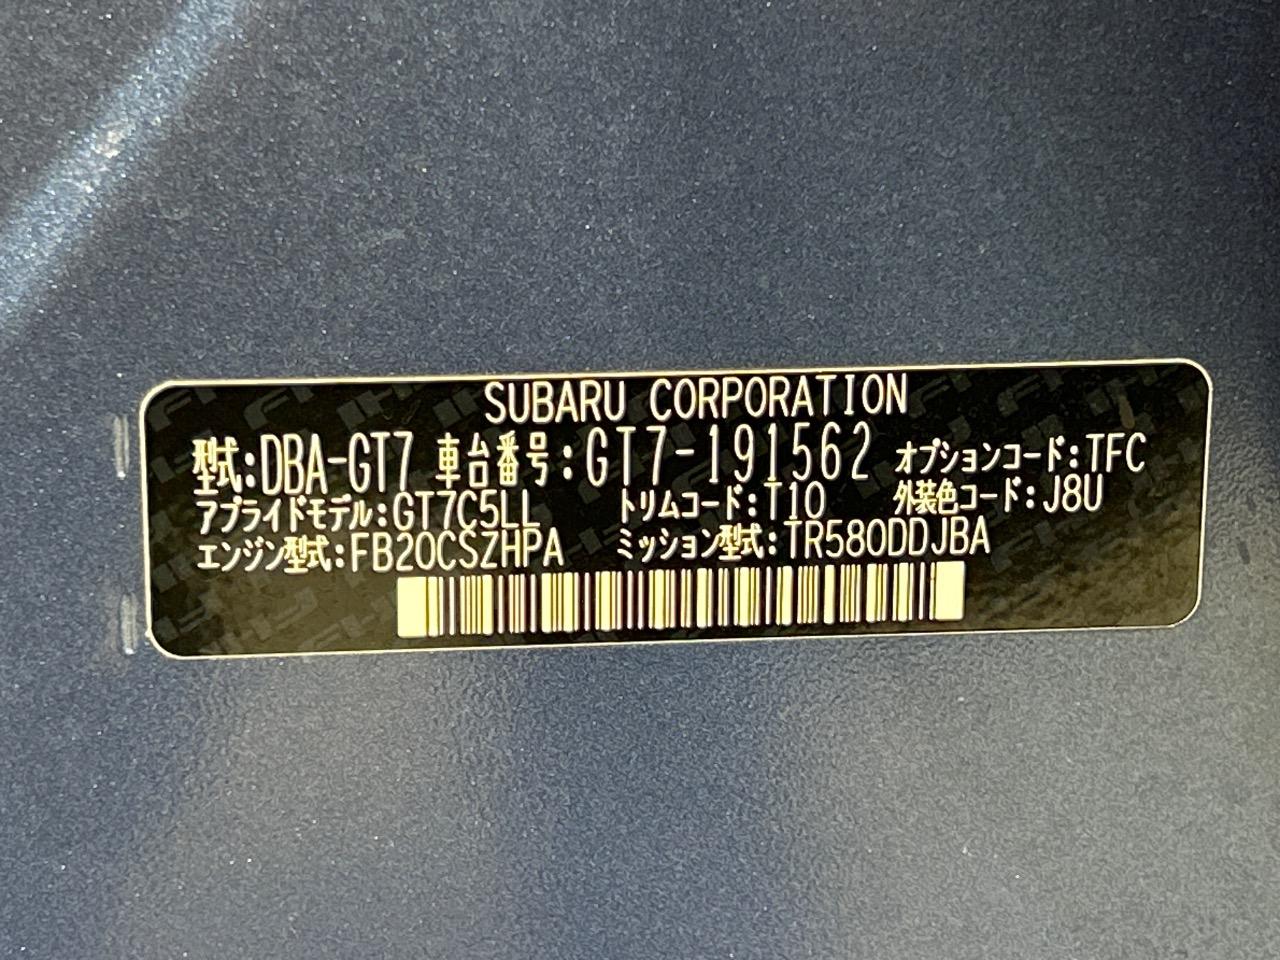 SUBARU CORPORATION
型式:DBA-GT7 車台番号:GT7-191562 オプションコード:TFC
アプライドモデル:GT7C5LL トリムコード:T10 外装色コード:J8U
エンジン型式:FB20CSZHPA ミッション型式:TR580DDJBA